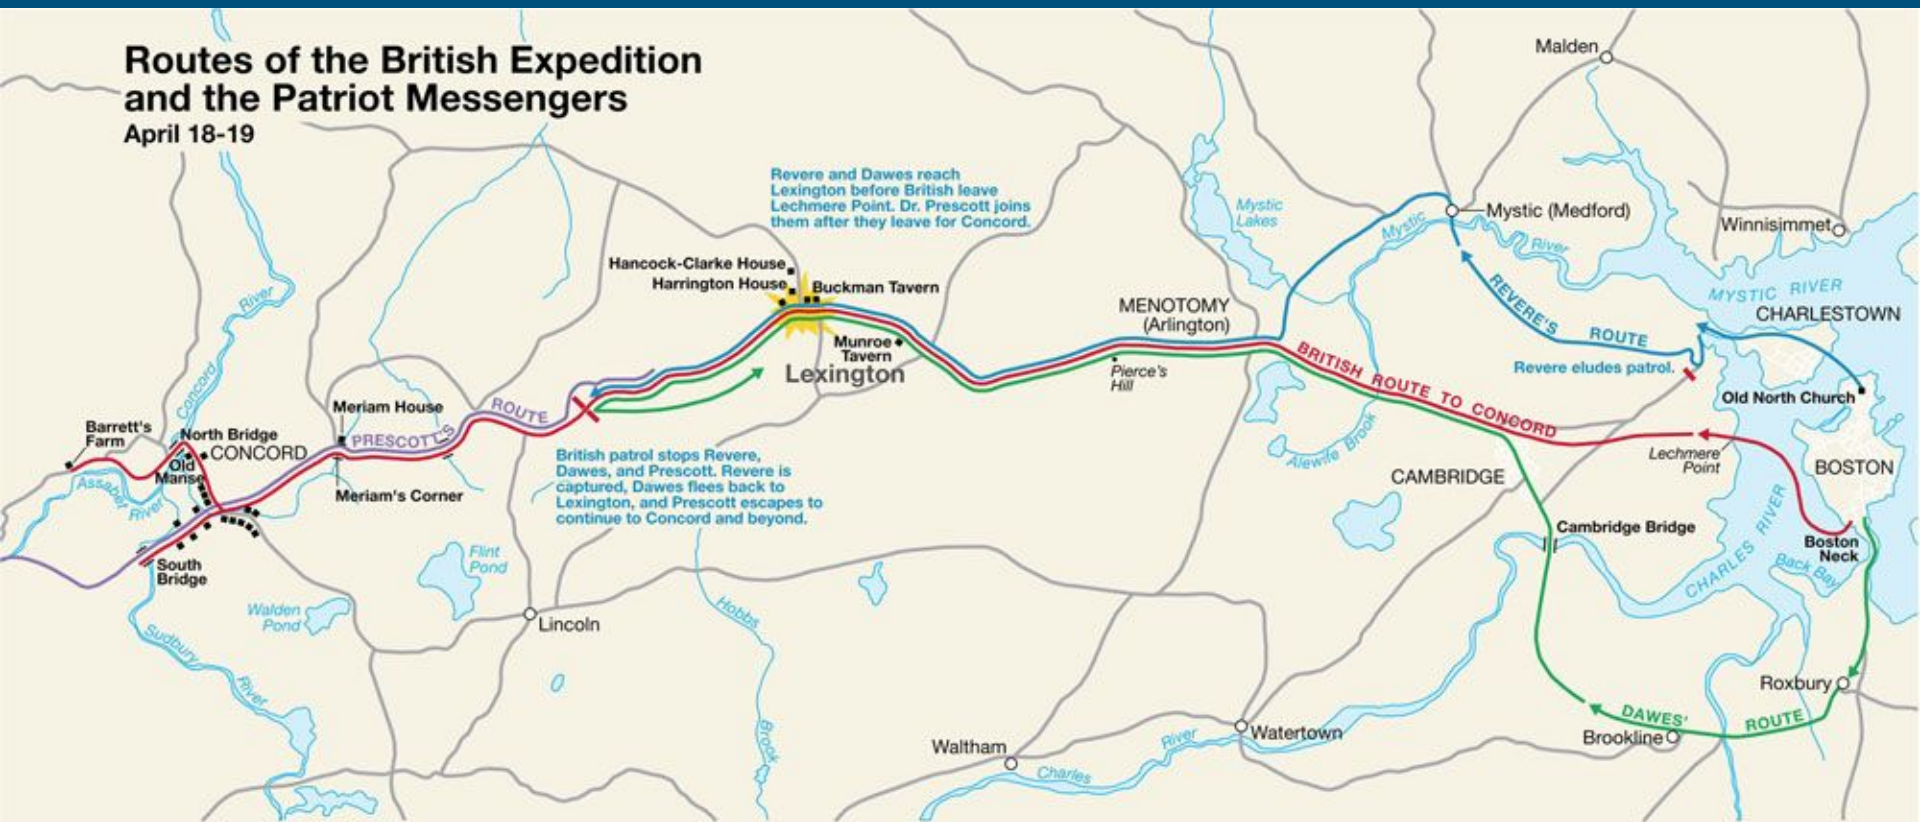 Routes of the British Expedition
and the Patriot Messengers
April 18-19
Malden
Revere and Dawes reach
Lexington before British leave
Lechmere Point. Dr. Prescott joins
them after they leave for Concord.
Mystic
Lakes
Mystic
River
Mystic (Medford)
Winnisimmet
MYSTIC RIVER
CHARLESTOWN
Hancock-Clarke House
Harrington House
Buckman Tavern
MENOTOMY
(Arlington)
REVERE'S ROUTE
Munroe
Tavern
Lexington
Pierce's
Hill
Revere eludes patrol.
Old North Church
BRITISH ROUTE TO CONCORD
Concord
River
Meriam House
PRESCOTT'S ROUTE
Barrett's
Farm
North Bridge
CONCORD
Old
Manse
Assabet
River
Meriam's Corner
British patrol stops Revere,
Dawes, and Prescott. Revere is
captured, Dawes flees back to
Lexington, and Prescott escapes to
continue to Concord and beyond.
Alewife Brook
CAMBRIDGE
Lechmere
Point
BOSTON
Cambridge Bridge
CHARLES RIVER
Boston
Neck
Back Bay
South
Bridge
Flint
Pond
Walden
Pond
Lincoln
Hobbs
Brook
Sudbury
River
Roxbury
DAWES' ROUTE
Brookline
Watertown
Waltham
Charles
River